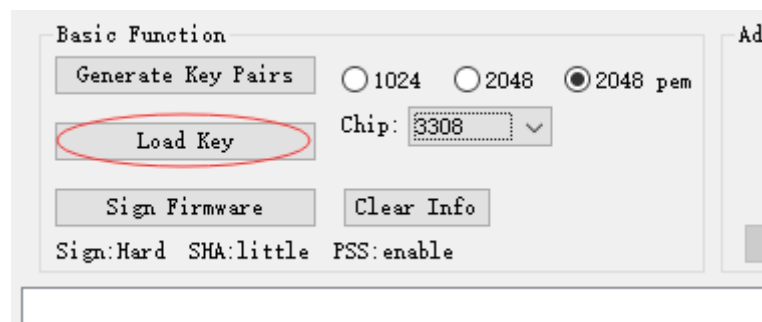 Basic Function
Ad
Generate Key Pairs 1024 2048 2048 pem
Load Key Chip: 3308
Sign Firmware Clear Info
Sign:Hard SHA:little PSS:enable